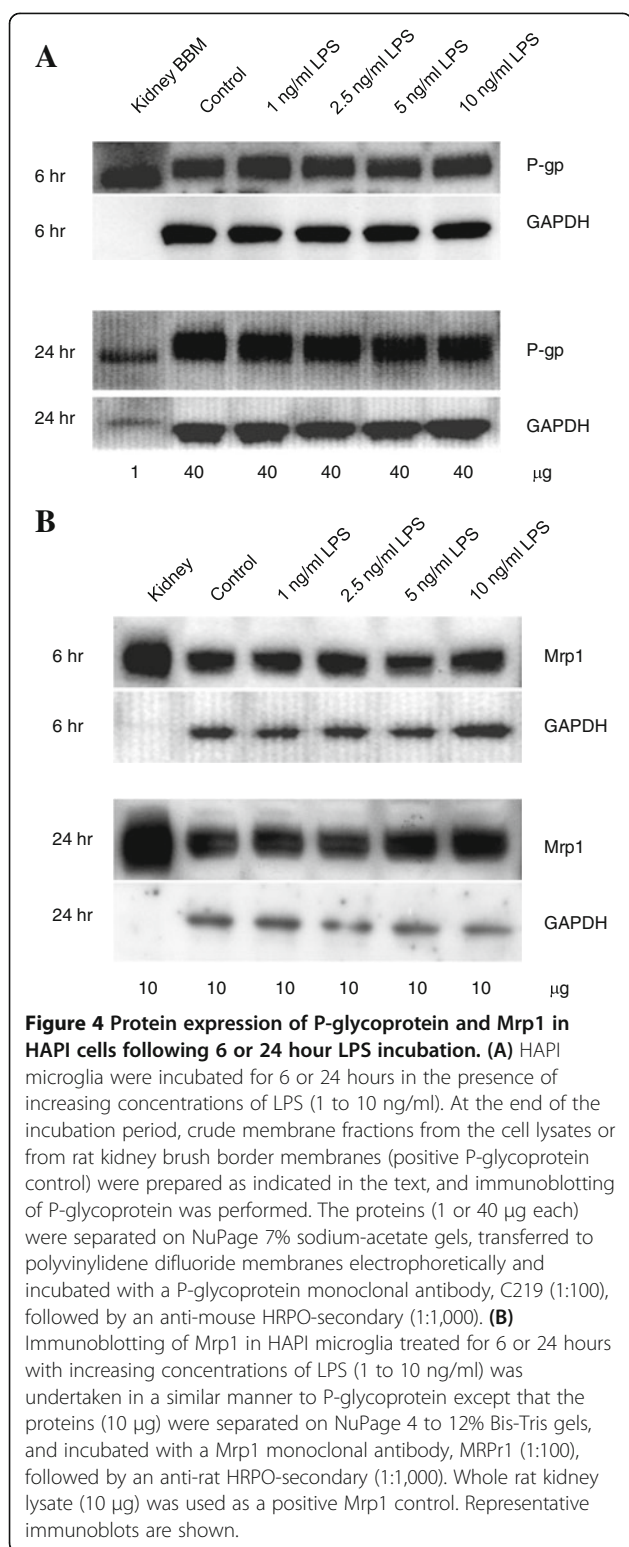 A
Kidney BBM Control 1 ng/ml LPS 2.5 ng/ml LPS 5 ng/ml LPS 10 ng/ml LPS
6 hr P-gp
6 hr GAPDH
24 hr P-gp
24 hr GAPDH
1 40 40 40 40 40 μg
B
Kidney Control 1 ng/ml LPS 2.5 ng/ml LPS 5 ng/ml LPS 10 ng/ml LPS
6 hr Mrp1
6 hr GAPDH
24 hr Mrp1
24 hr GAPDH
10 10 10 10 10 10 μg
Figure 4 Protein expression of P-glycoprotein and Mrp1 in
HAPI cells following 6 or 24 hour LPS incubation. (A) HAPI
microglia were incubated for 6 or 24 hours in the presence of
increasing concentrations of LPS (1 to 10 ng/ml). At the end of the
incubation period, crude membrane fractions from the cell lysates or
from rat kidney brush border membranes (positive P-glycoprotein
control) were prepared as indicated in the text, and immunoblotting
of P-glycoprotein was performed. The proteins (1 or 40 μg each)
were separated on NuPage 7% sodium-acetate gels, transferred to
polyvinylidene difluoride membranes electrophoretically and
incubated with a P-glycoprotein monoclonal antibody, C219 (1:100),
followed by an anti-mouse HRPO-secondary (1:1,000). (B)
Immunoblotting of Mrp1 in HAPI microglia treated for 6 or 24 hours
with increasing concentrations of LPS (1 to 10 ng/ml) was
undertaken in a similar manner to P-glycoprotein except that the
proteins (10 μg) were separated on NuPage 4 to 12% Bis-Tris gels,
and incubated with a Mrp1 monoclonal antibody, MRPr1 (1:100),
followed by an anti-rat HRPO-secondary (1:1,000). Whole rat kidney
lysate (10 μg) was used as a positive Mrp1 control. Representative
immunoblots are shown.